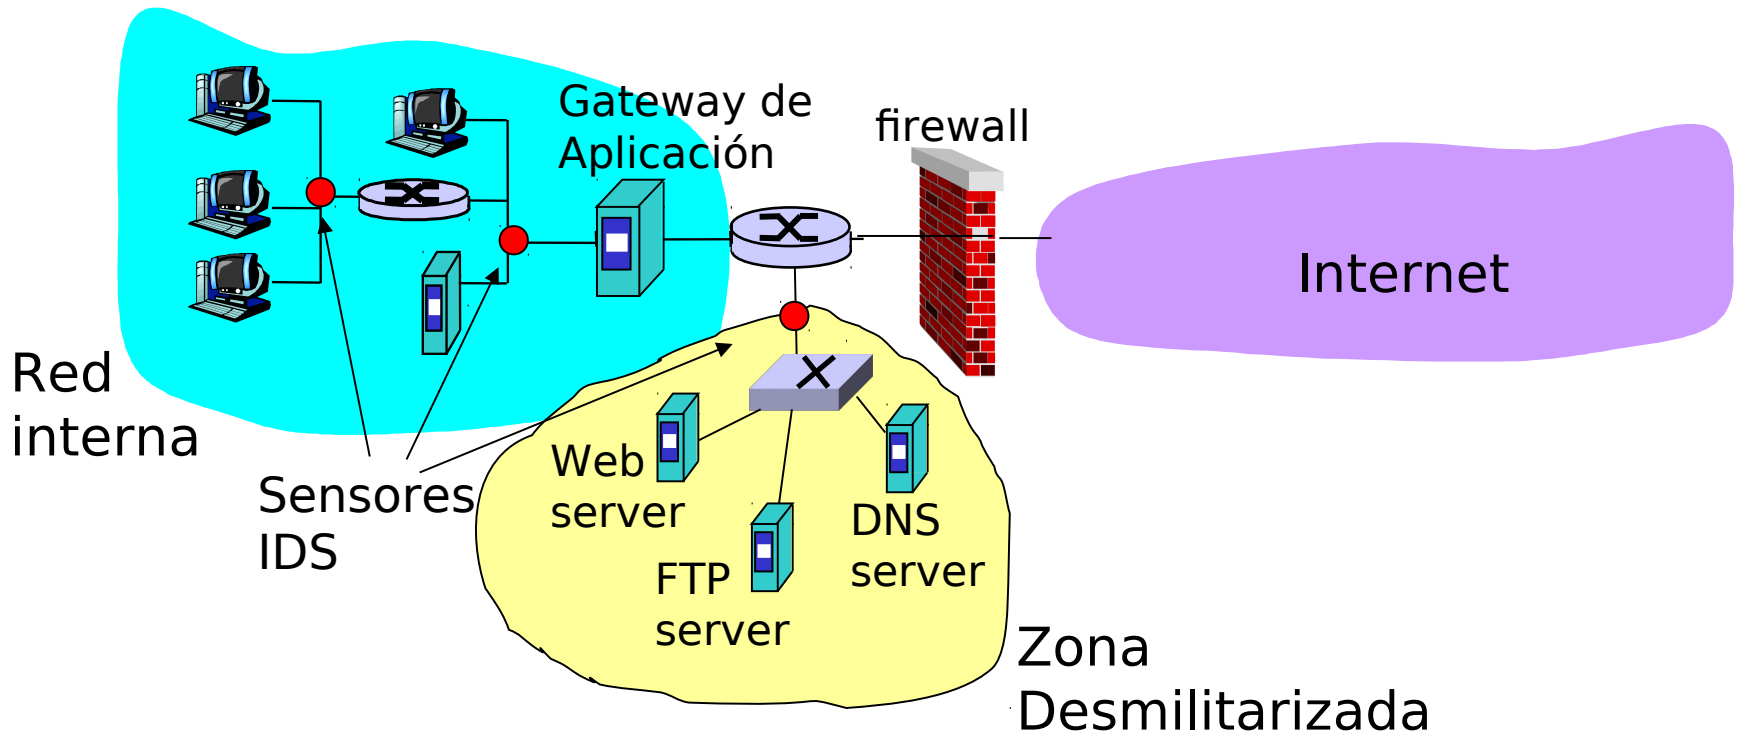 Gateway de
Aplicación
firewall
Internet
Red
interna
Sensores
IDS
Web
server
FTP
server
DNS
server
Zona
Desmilitarizada